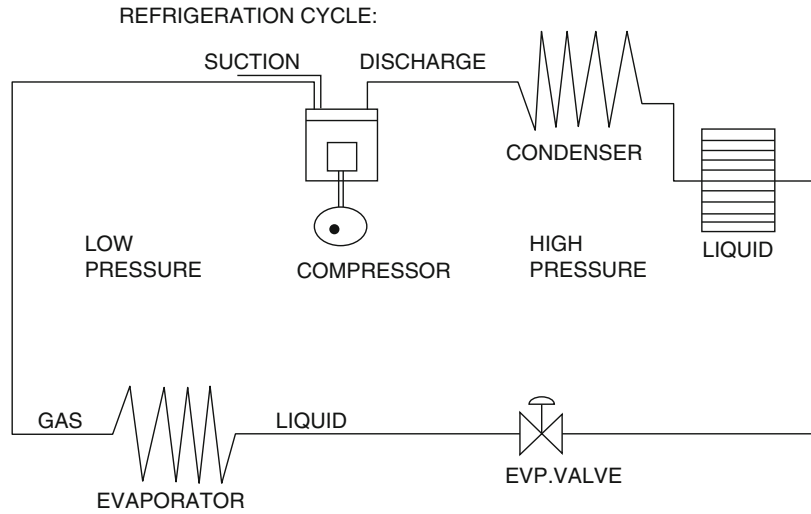 REFRIGERATION CYCLE:
SUCTION
DISCHARGE
CONDENSER
LOW
PRESSURE
COMPRESSOR
HIGH
PRESSURE
LIQUID
GAS
LIQUID
EVAPORATOR
EVP.VALVE